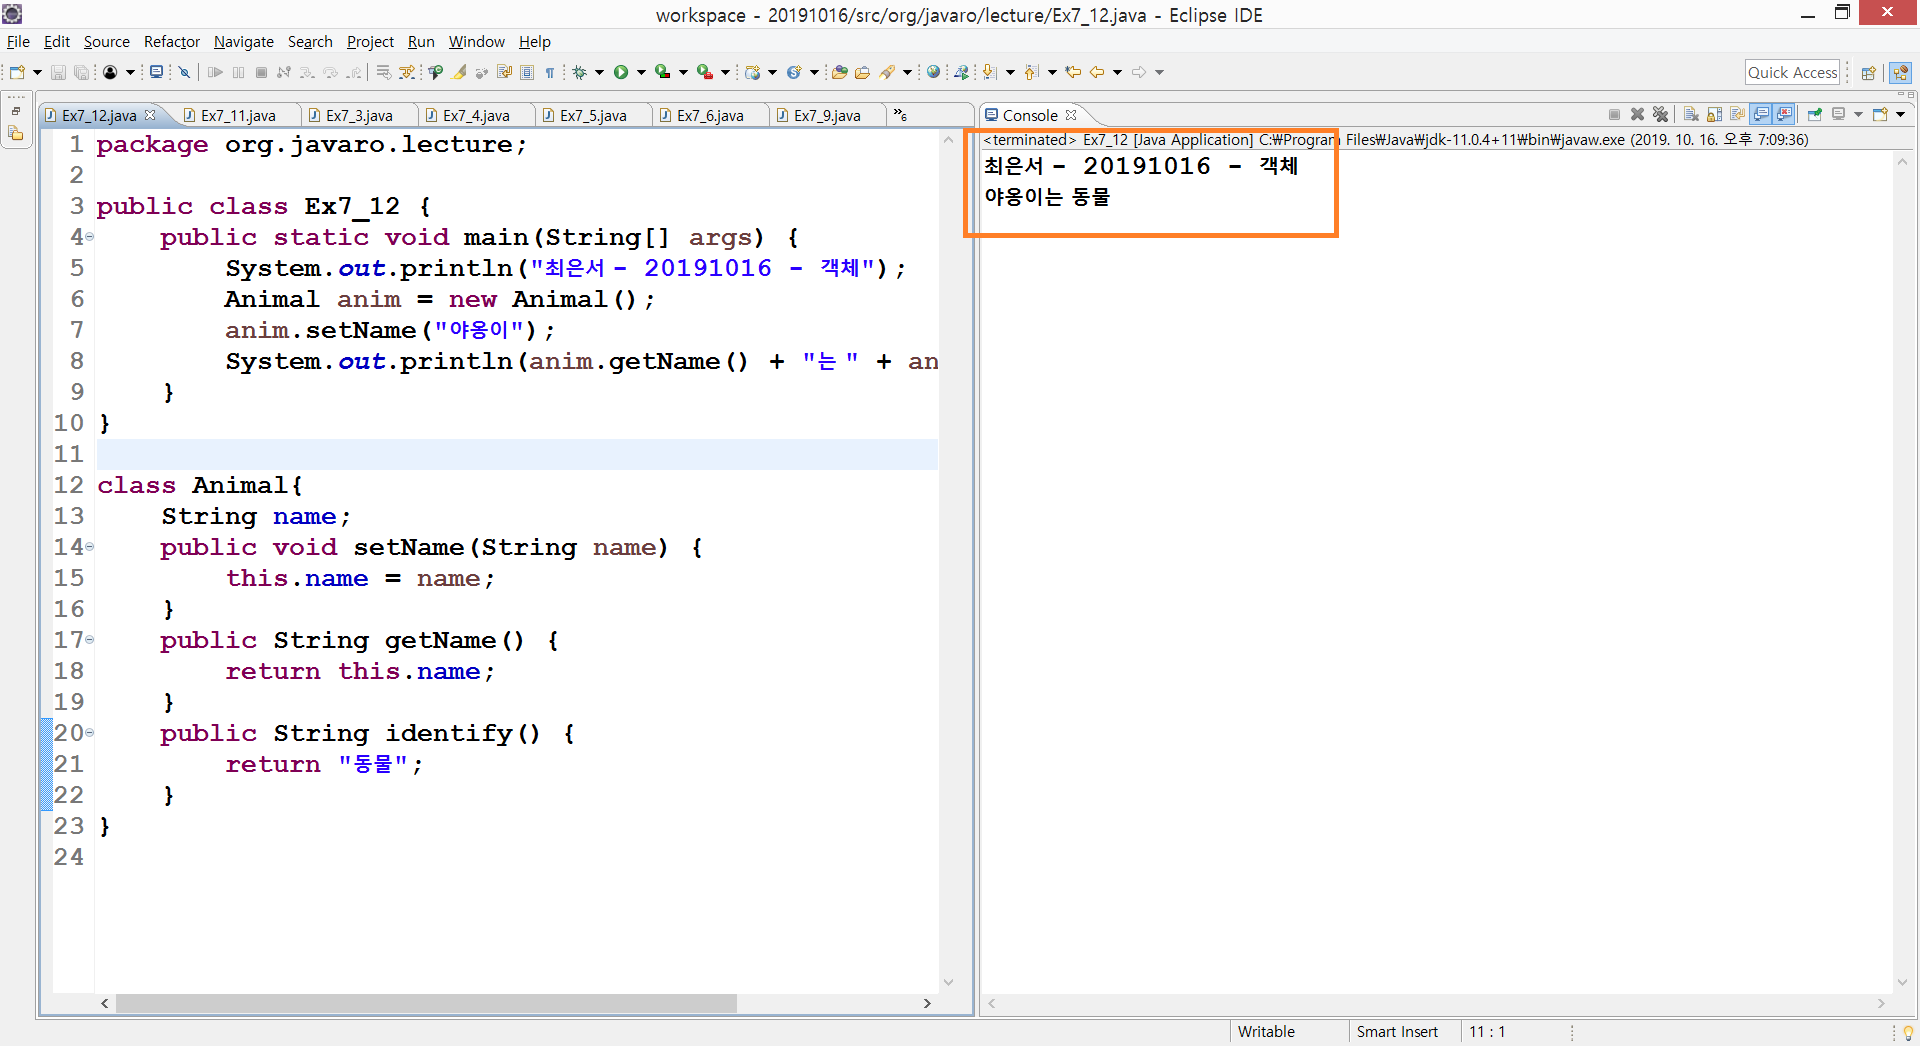 workspace - 20191016/src/org/javaro/lecture/Ex7_12.java - Eclipse IDE
File Edit Source Refactor Navigate Search Project Run Window Help
Quick Access
Ex7_12.java Ex7_11.java Ex7_3.java Ex7_4.java Ex7_5.java Ex7_6.java Ex7_9.java »6
1 package org.javaro.lecture;
2
3 public class Ex7_12 {
4 public static void main(String[] args) {
5 System.out.println("최은서 - 20191016 - 객체");
6 Animal anim = new Animal();
7 anim.setName("야옹이");
8 System.out.println(anim.getName() + "는 " + an
9 }
10 }
11
12 class Animal{
13 String name;
14 public void setName(String name) {
15 this.name = name;
16 }
17 public String getName() {
18 return this.name;
19 }
20 public String identify() {
21 return "동물";
22 }
23 }
24
Console
<terminated> Ex7_12 [Java Application] C:₩Program Files₩Java₩jdk-11.0.4+11₩bin₩javaw.exe (2019. 10. 16. 오후 7:09:36)
최은서 - 20191016 - 객체
야옹이는 동물
Writable Smart Insert 11 : 1